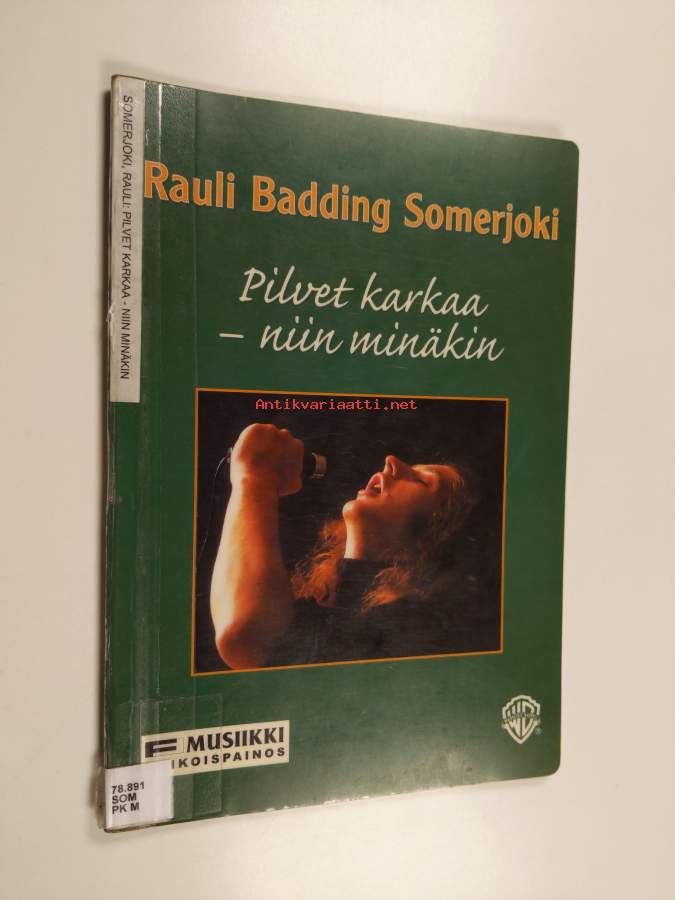 SOMERJOKI, RAULI: PILVET KARKAA - NIIN MINÄKIN
Rauli Badding Somerjoki
Pilvet karkaa
– niin minäkin
Antikvariaatti.net
F MUSIIKKI
IKOISPAINOS
78.891
SOM
PK M